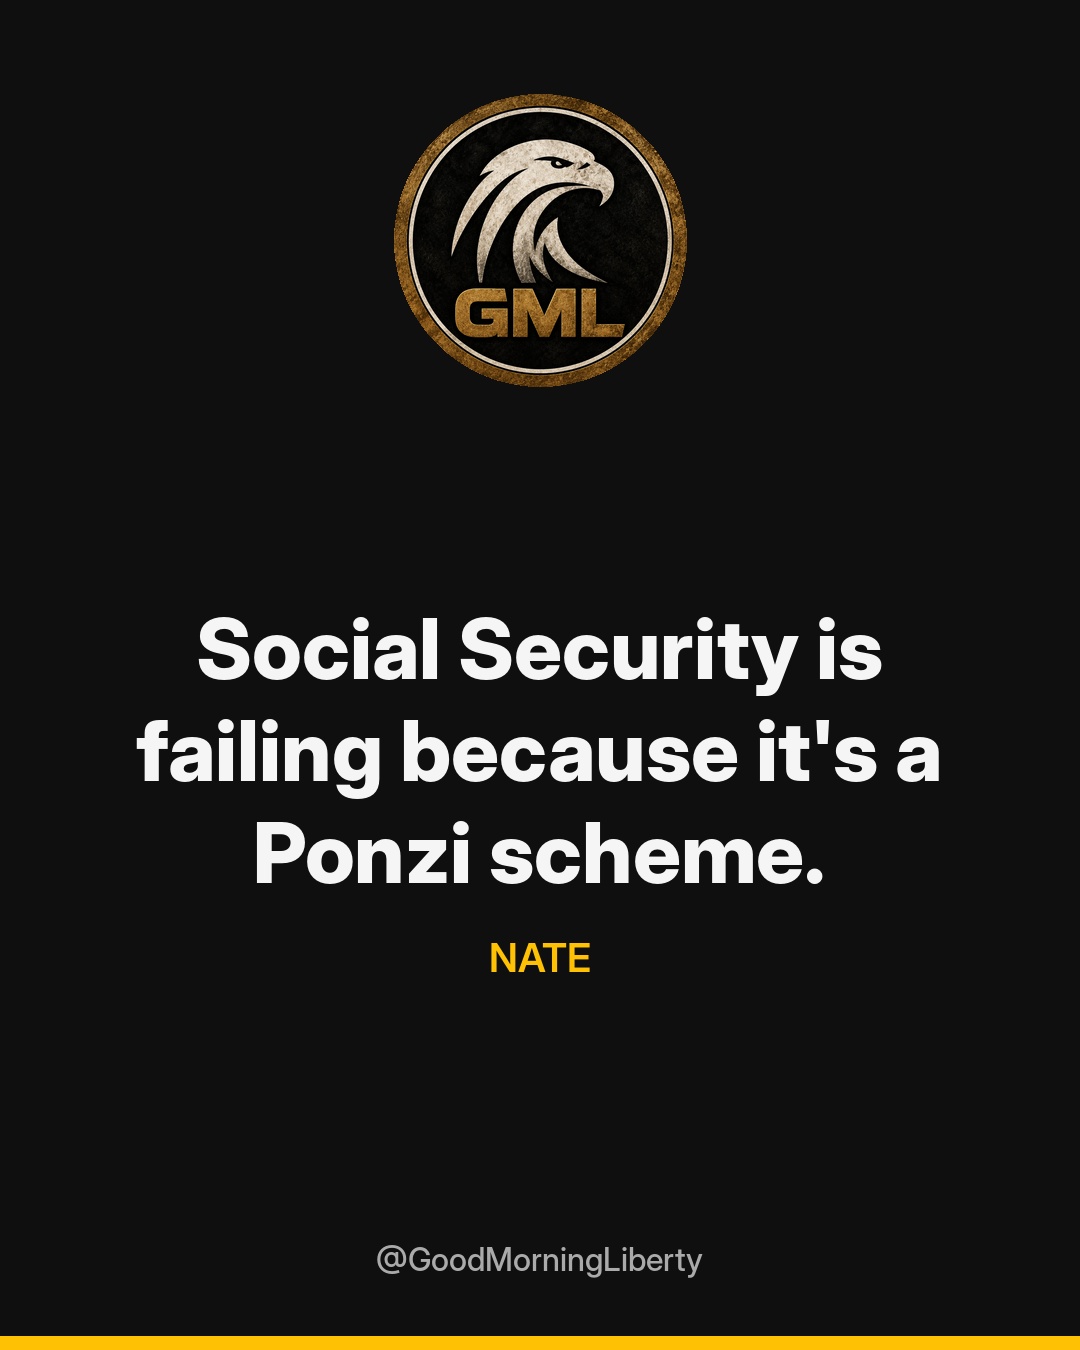 GML
Social Security is
failing because it's a
Ponzi scheme.
NATE
@GoodMorningLiberty